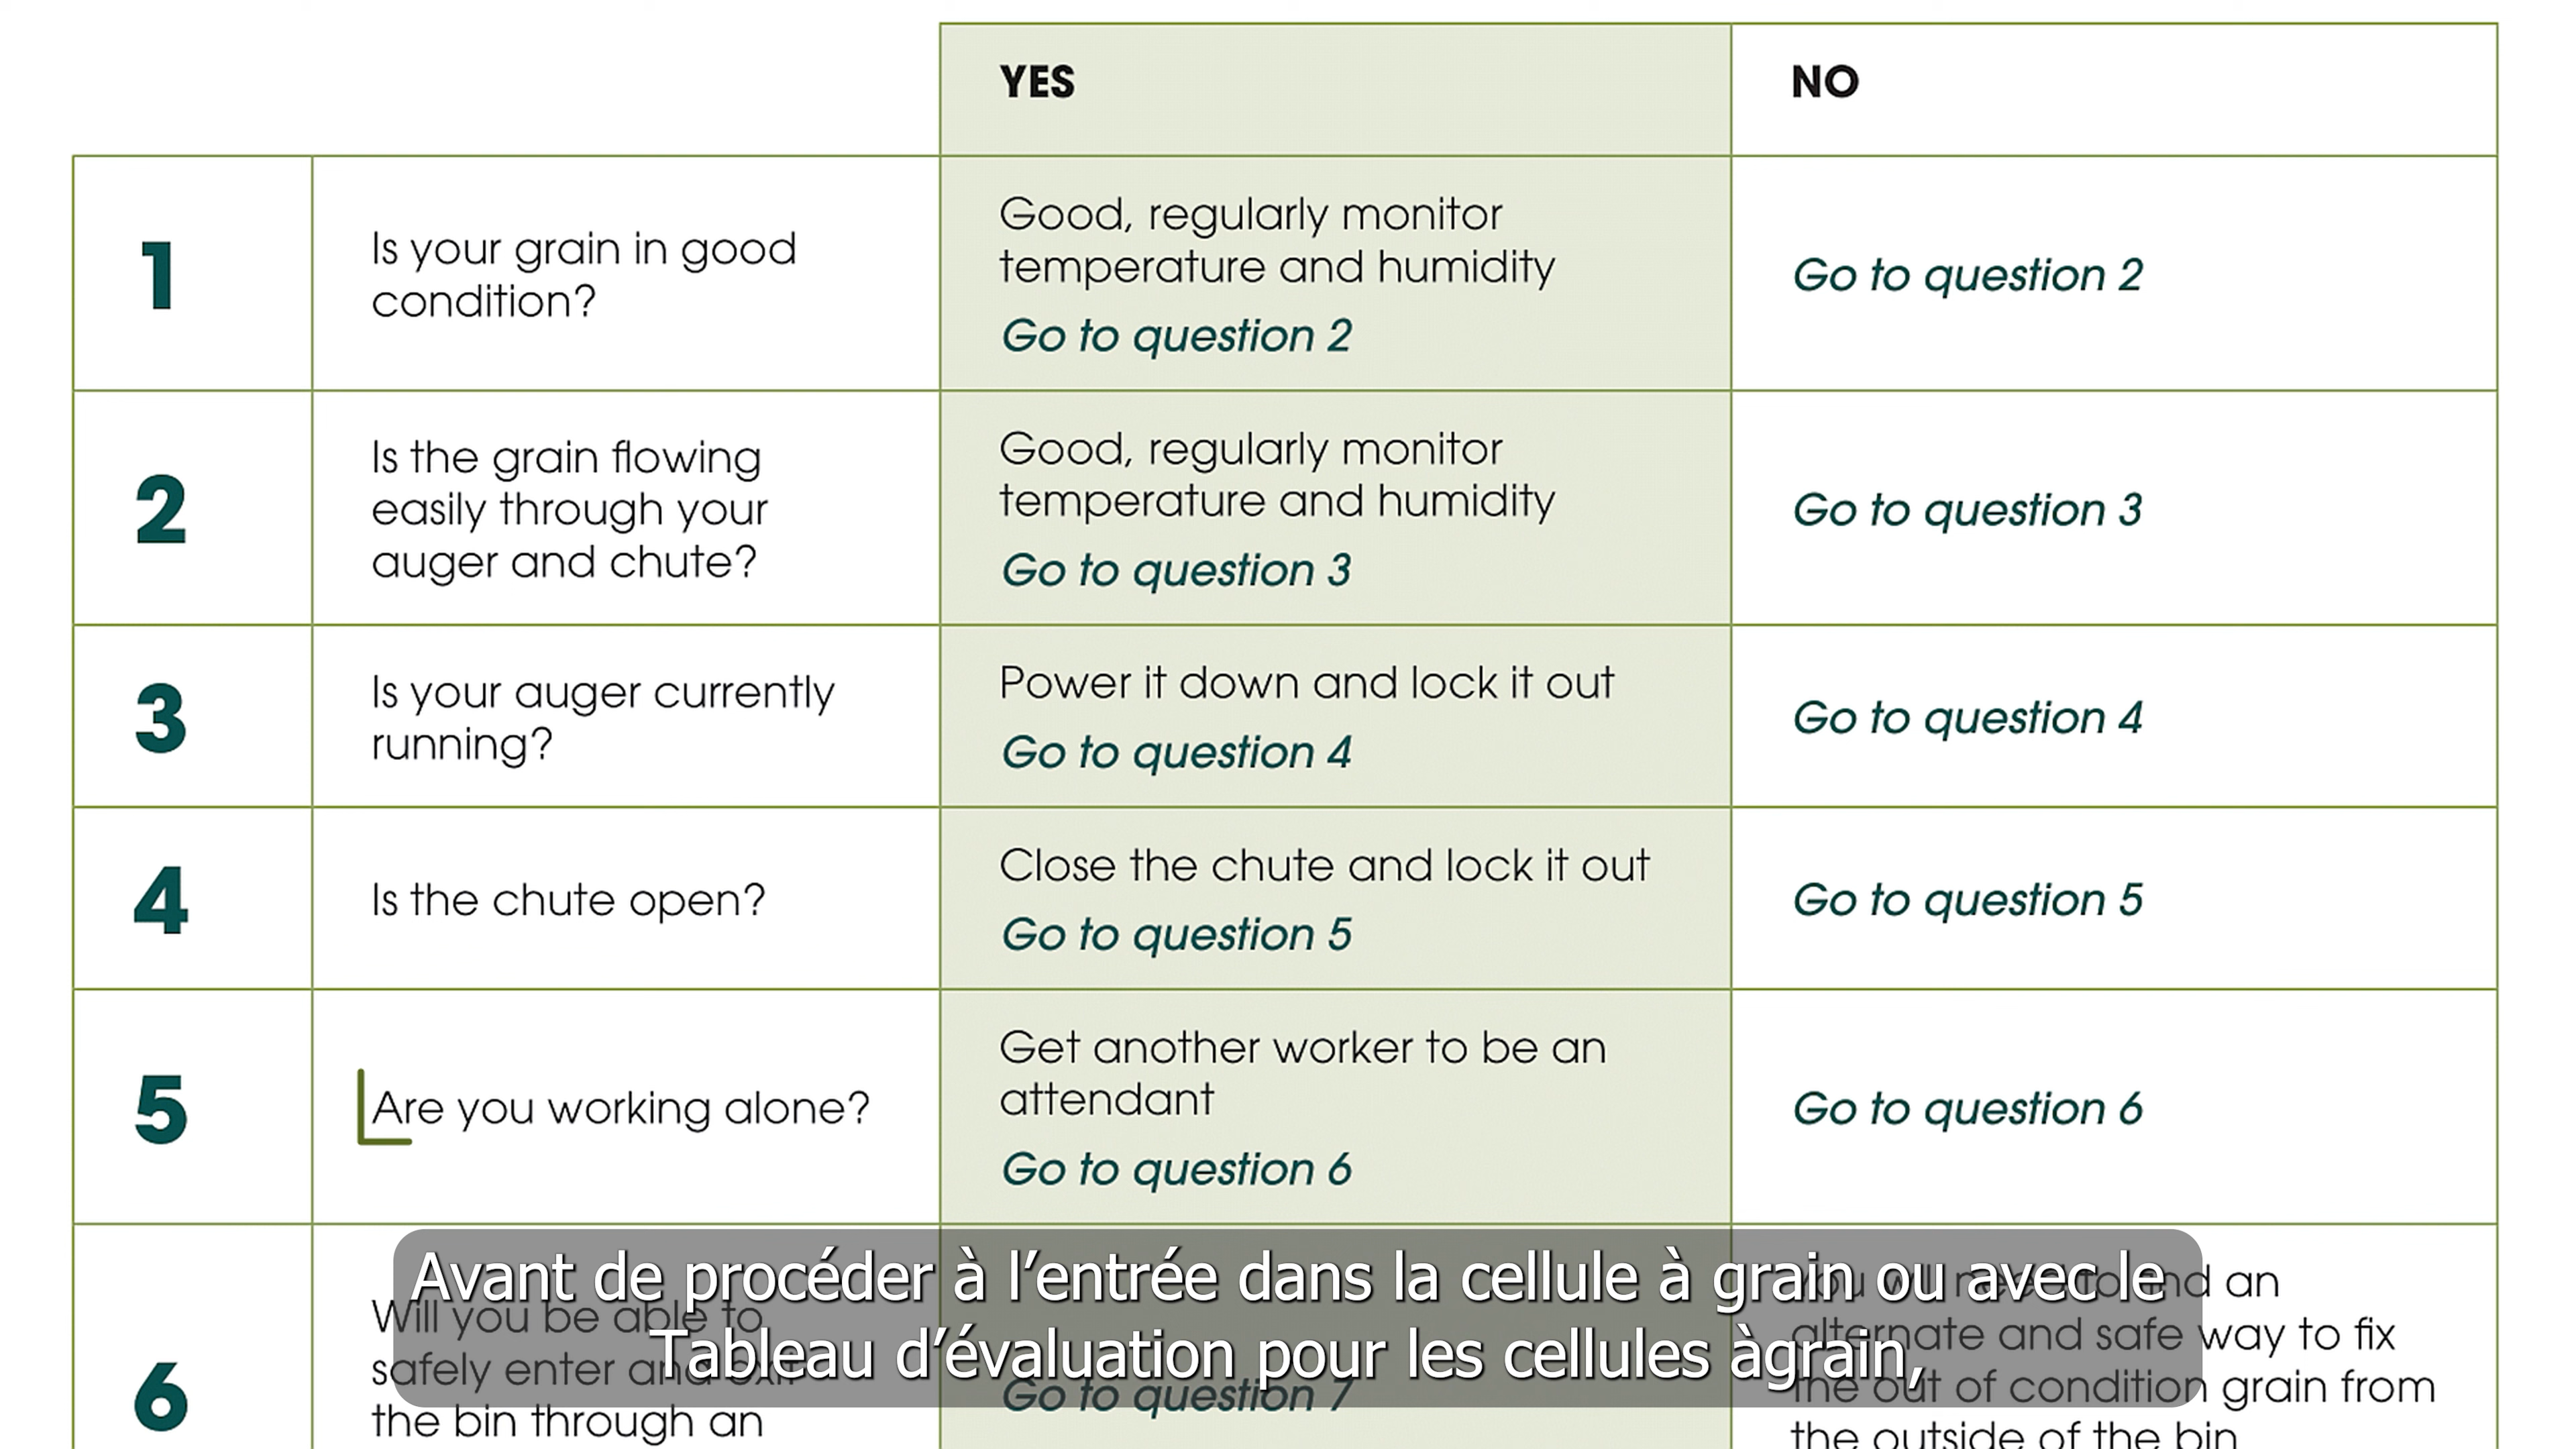 YES
NO
1
Is your grain in good
condition?
Good, regularly monitor
temperature and humidity
Go to question 2
Go to question 2
2
Is the grain flowing
easily through your
auger and chute?
Good, regularly monitor
temperature and humidity
Go to question 3
Go to question 3
3
Is your auger currently
running?
Power it down and lock it out
Go to question 4
Go to question 4
4
Is the chute open?
Close the chute and lock it out
Go to question 5
Go to question 5
5
Are you working alone?
Get another worker to be an
attendant
Go to question 6
Go to question 6
6
Will you be able to
safely enter and exit
the bin through an
Go to question 7
You will need to find an
alternate and safe way to fix
the out of condition grain from
the outside of the bin
Avant de procéder à l’entrée dans la cellule à grain ou avec le
Tableau d’évaluation pour les cellules àgrain,